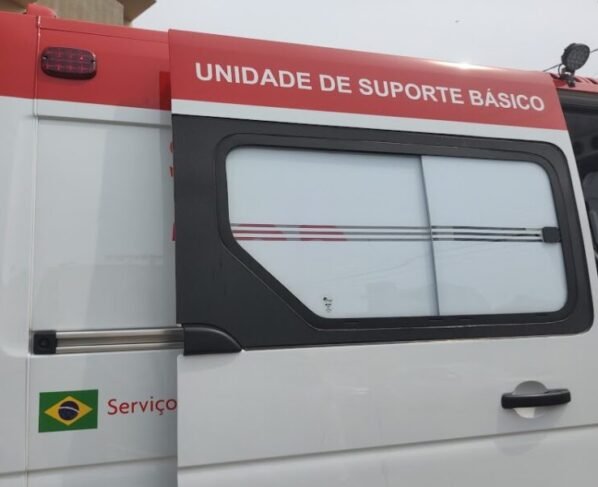 UNIDADE DE SUPORTE BÁSICO
Serviço